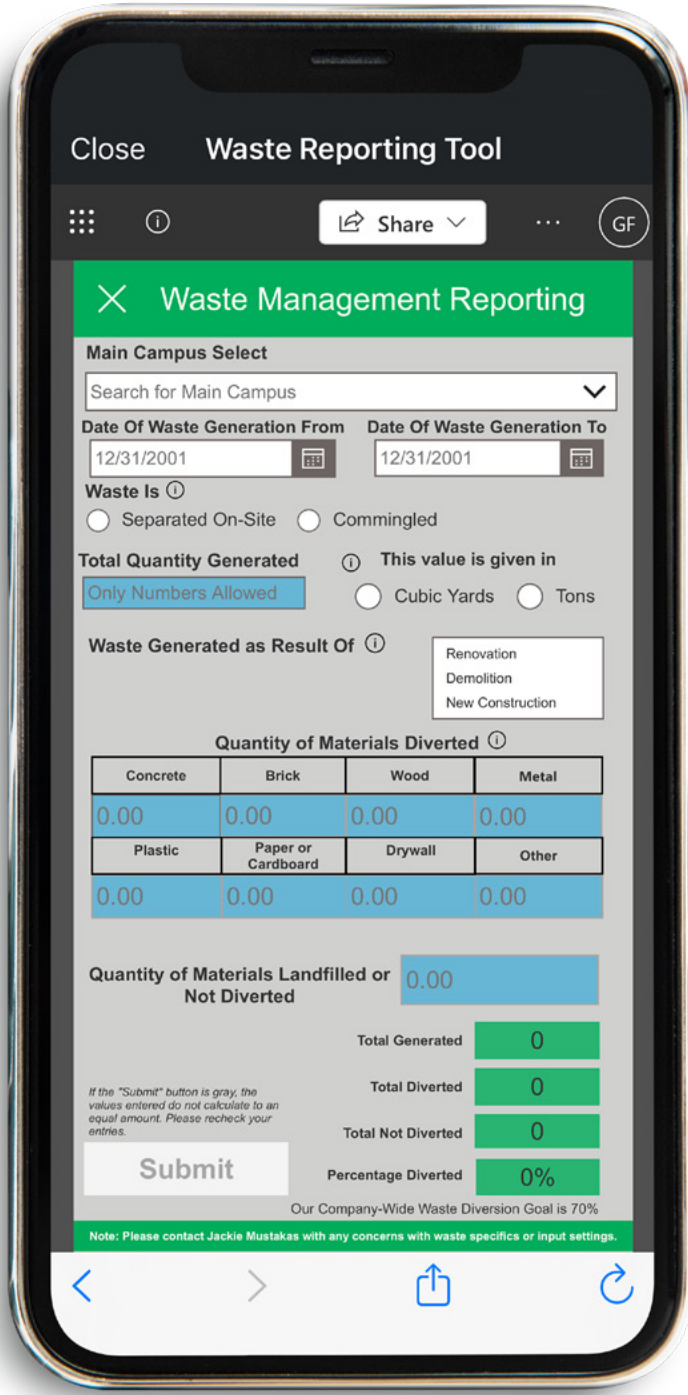 Close Waste Reporting Tool
Share ... GF
Waste Management Reporting
Main Campus Select
Search for Main Campus
Date Of Waste Generation From Date Of Waste Generation To
12/31/2001 12/31/2001
Waste Is
Separated On-Site Commingled
Total Quantity Generated This value is given in
Only Numbers Allowed Cubic Yards Tons
Waste Generated as Result Of
Renovation
Demolition
New Construction
Quantity of Materials Diverted
Concrete Brick Wood Metal
0.00 0.00 0.00 0.00
Plastic Paper or Cardboard Drywall Other
0.00 0.00 0.00 0.00
Quantity of Materials Landfilled or
Not Diverted
0.00
Total Generated 0
Total Diverted 0
Total Not Diverted 0
Percentage Diverted 0%
If the "Submit" button is gray, the
values entered do not calculate to an
equal amount. Please recheck your
entries.
Submit
Our Company-Wide Waste Diversion Goal is 70%
Note: Please contact Jackie Mustakas with any concerns with waste specifics or input settings.